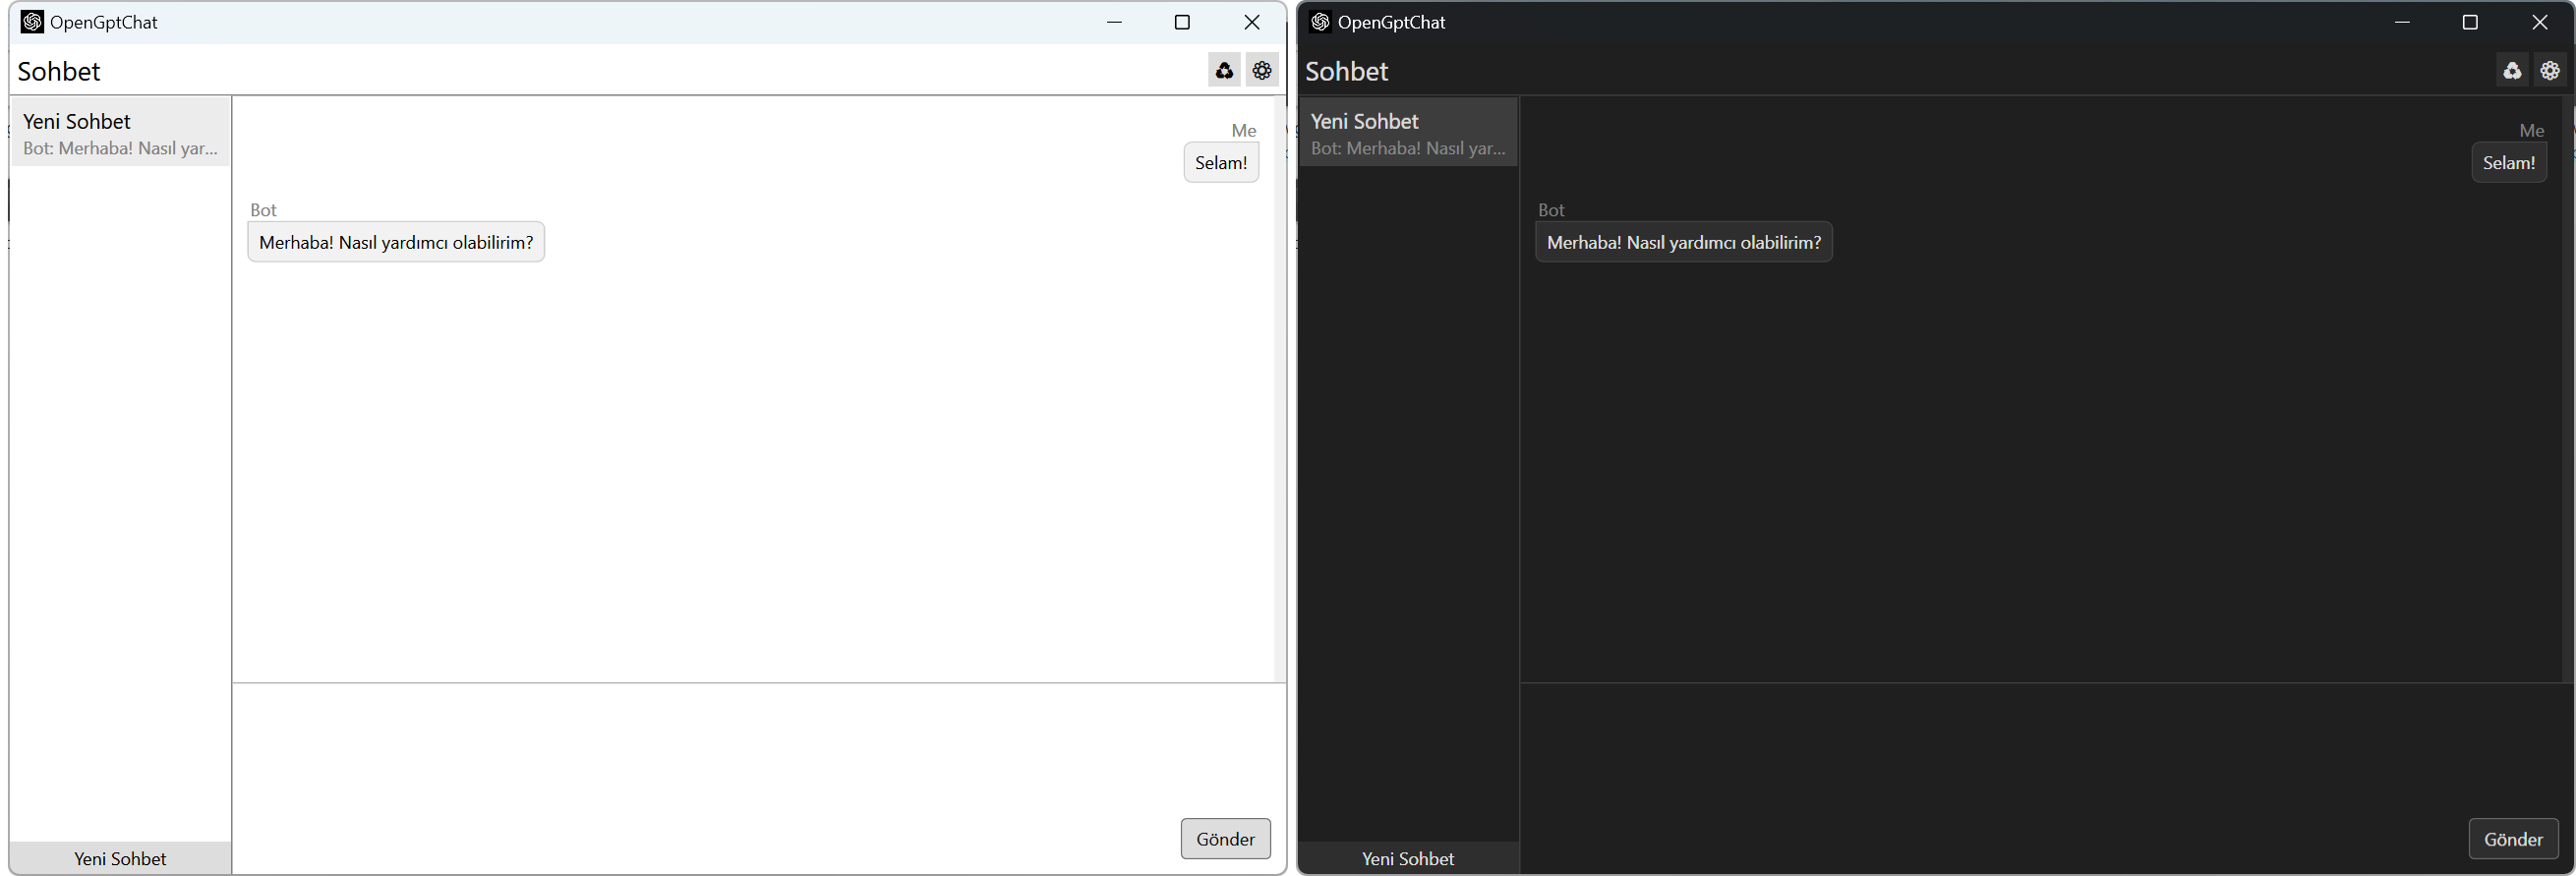 OpenGptChat
Sohbet
Yeni Sohbet
Bot: Merhaba! Nasıl yar...
Me
Selam!
Bot
Merhaba! Nasıl yardımcı olabilirim?
Gönder
Yeni Sohbet
OpenGptChat
Sohbet
Yeni Sohbet
Bot: Merhaba! Nasıl yar...
Me
Selam!
Bot
Merhaba! Nasıl yardımcı olabilirim?
Gönder
Yeni Sohbet